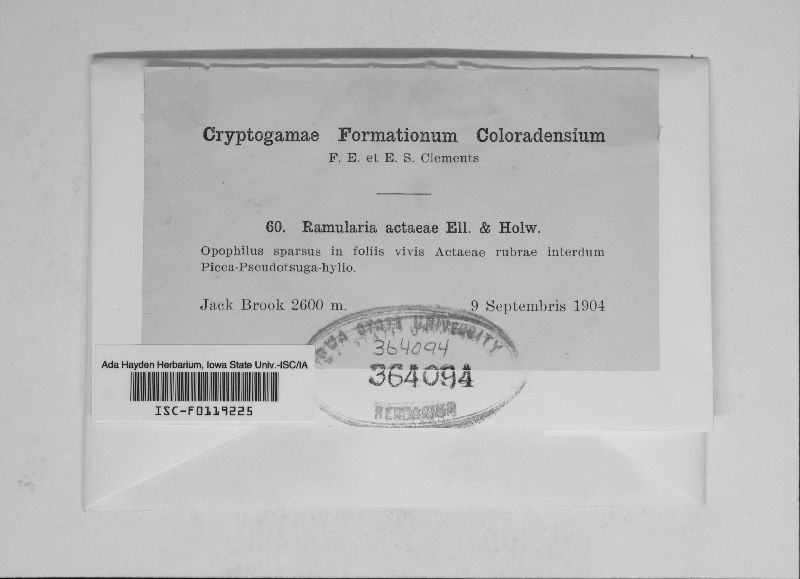 Cryptogamae Formationum Coloradensium
F. E. et E. S. Clements
60. Ramularia actaeae Ell. & Holw.
Opophilus sparsus in foliis vivis Actaeae rubrae interdum
Picea-Pseudotsuga-hylio.
Jack Brook 2600 m. 9 Septembris 1904
IOWA STATE UNIVERSITY
364094
364094
HERBARIUM
Ada Hayden Herbarium, Iowa State Univ.-ISC/IA
ISC-F0119225